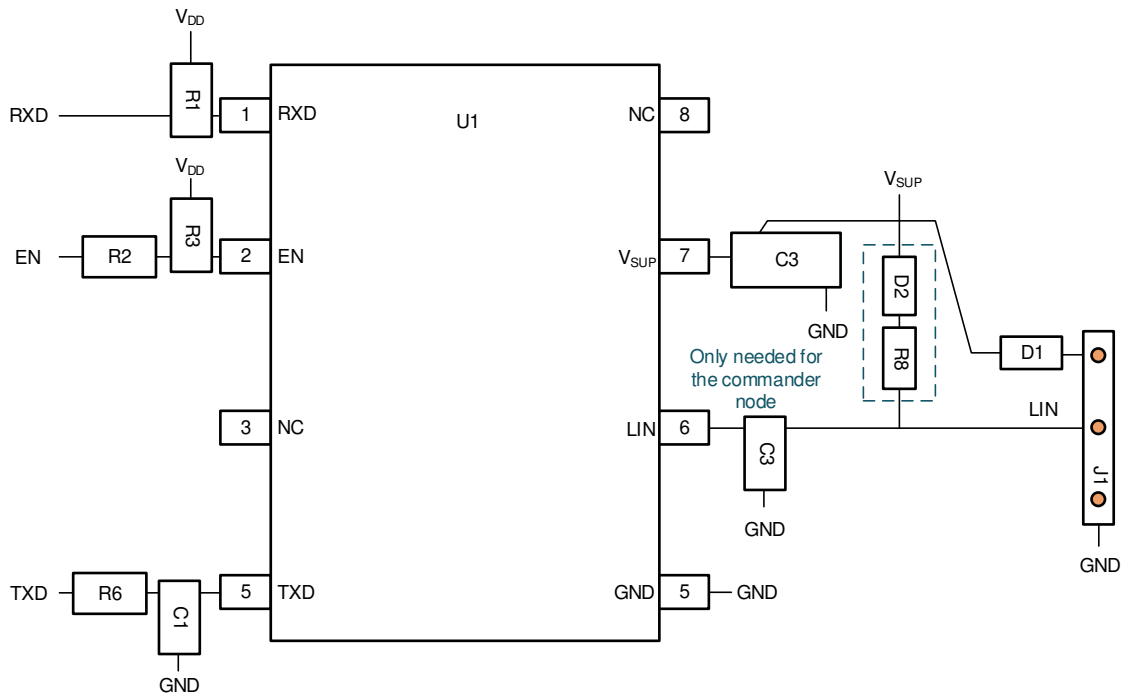 VDD
R1
RXD
1
RXD
U1
NC
8
VDD
R3
EN
R2
2
EN
VSUP
7
C3
GND
VSUP
D2
R8
D1
Only needed for
the commander
node
LIN
3
NC
LIN
6
C3
GND
J1
GND
TXD
R6
C1
GND
5
TXD
GND
5
GND